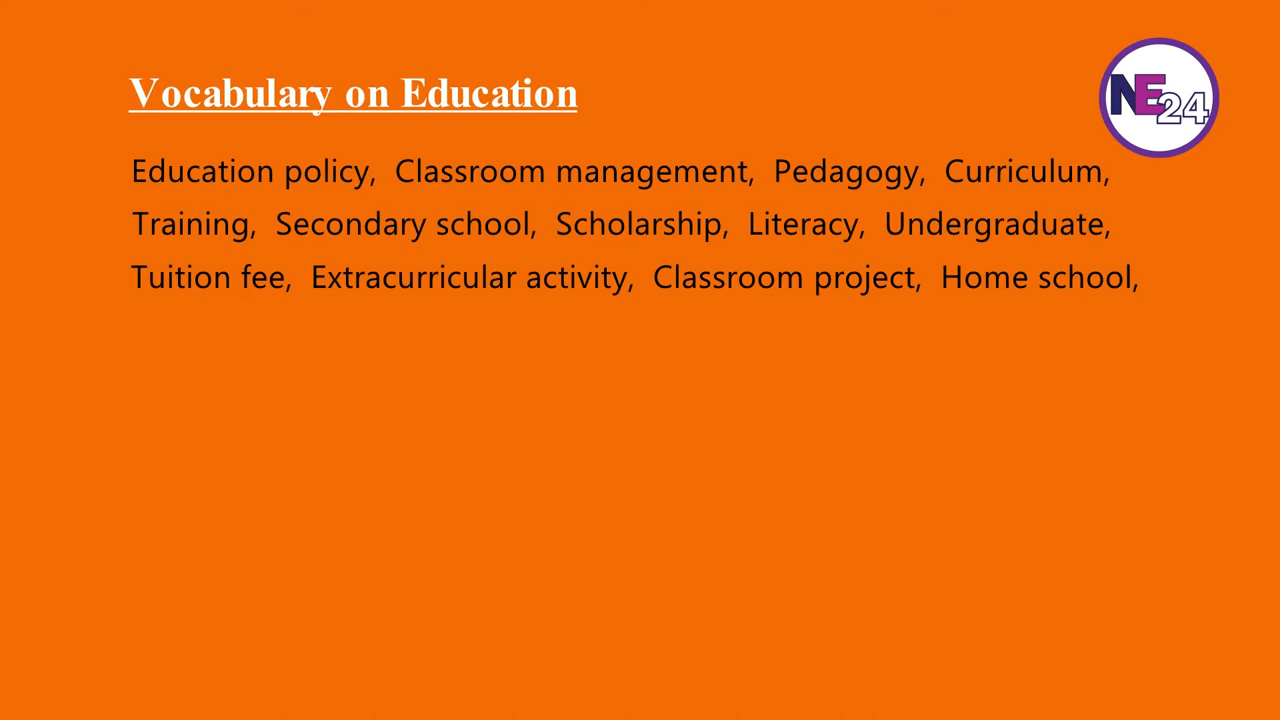 Vocabulary on Education
NE24
Education policy, Classroom management, Pedagogy, Curriculum,
Training, Secondary school, Scholarship, Literacy, Undergraduate,
Tuition fee, Extracurricular activity, Classroom project, Home school,